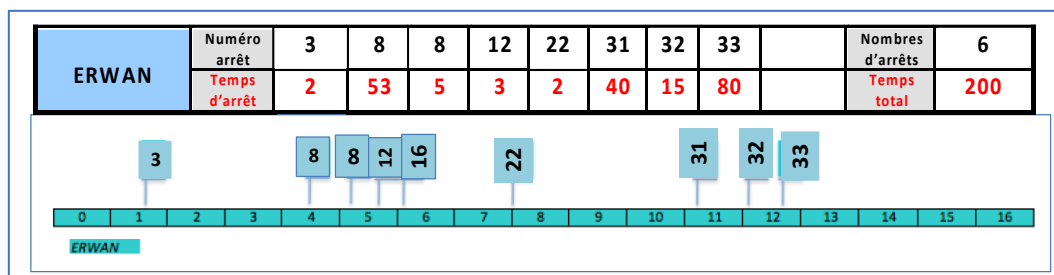 ERWAN
Numéro arrêt 3 8 8 12 22 31 32 33 Nombres d'arrêts 6
Temps d'arrêt 2 53 5 3 2 40 15 80 Temps total 200
3 8 8 12 16 22 31 32 33
0 1 2 3 4 5 6 7 8 9 10 11 12 13 14 15 16
ERWAN